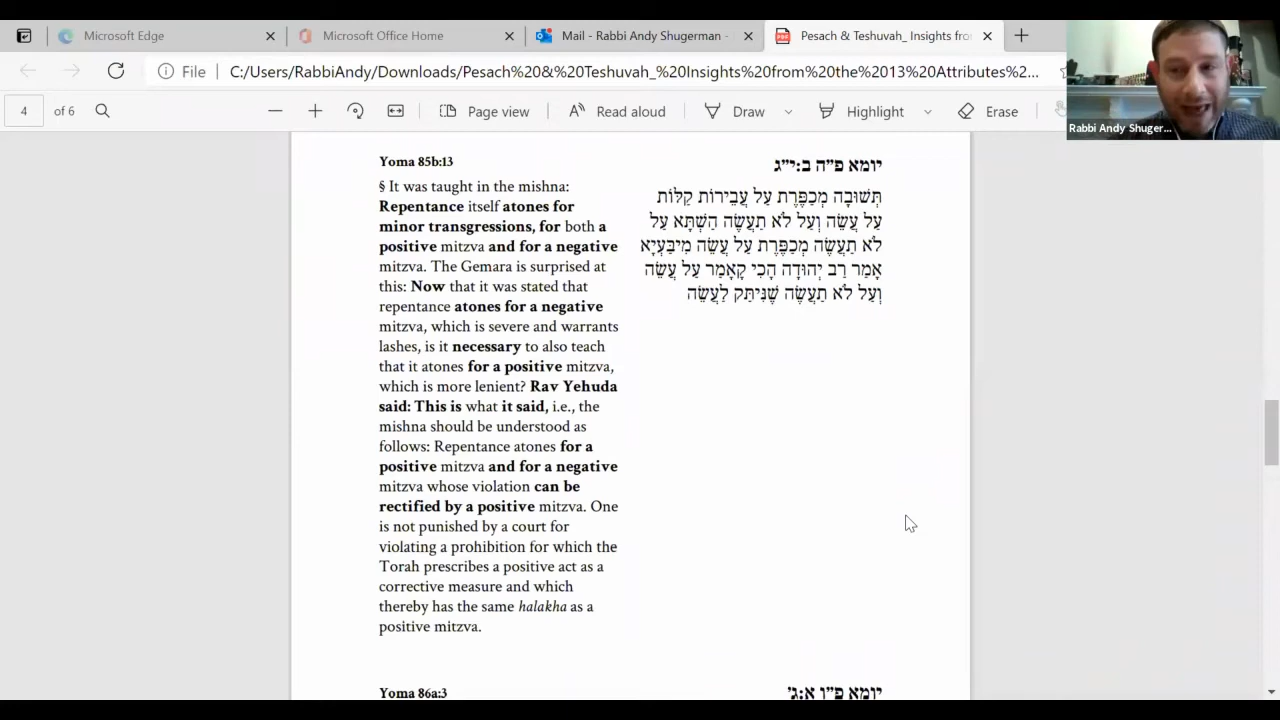 Microsoft Edge
Microsoft Office Home
Mail - Rabbi Andy Shugerman -
Pesach & Teshuvah_ Insights fro
File
C:/Users/RabbiAndy/Downloads/Pesach%20&%20Teshuvah_%20Insights%20from%20the%2013%20Attributes%2...
4 of 6
Page view
Read aloud
Draw
Highlight
Erase
Rabbi Andy Shuger...
Yoma 85b:13
§ It was taught in the mishna:
Repentance itself atones for
minor transgressions, for both a
positive mitzva and for a negative
mitzva. The Gemara is surprised at
this: Now that it was stated that
repentance atones for a negative
mitzva, which is severe and warrants
lashes, is it necessary to also teach
that it atones for a positive mitzva,
which is more lenient? Rav Yehuda
said: This is what it said, i.e., the
mishna should be understood as
follows: Repentance atones for a
positive mitzva and for a negative
mitzva whose violation can be
rectified by a positive mitzva. One
is not punished by a court for
violating a prohibition for which the
Torah prescribes a positive act as a
corrective measure and which
thereby has the same halakha as a
positive mitzva.
יומא פ״ה ב:י״ג
תְּשׁוּבָה מְכַפֶּרֶת עַל עֲבֵירוֹת קַלּוֹת
עַל עֲשֵׂה וְעַל לֹא תַעֲשֶׂה הַשְׁתָּא עַל
לֹא תַעֲשֶׂה מְכַפֶּרֶת עַל עֲשֵׂה מִיבַּעְיָא
אָמַר רַב יְהוּדָה הָכִי קָאָמַר עַל עֲשֵׂה
וְעַל לֹא תַעֲשֶׂה שֶׁנִּיתַּק לַעֲשֵׂה
Yoma 86a:3
יומא פ״ו א:ג׳